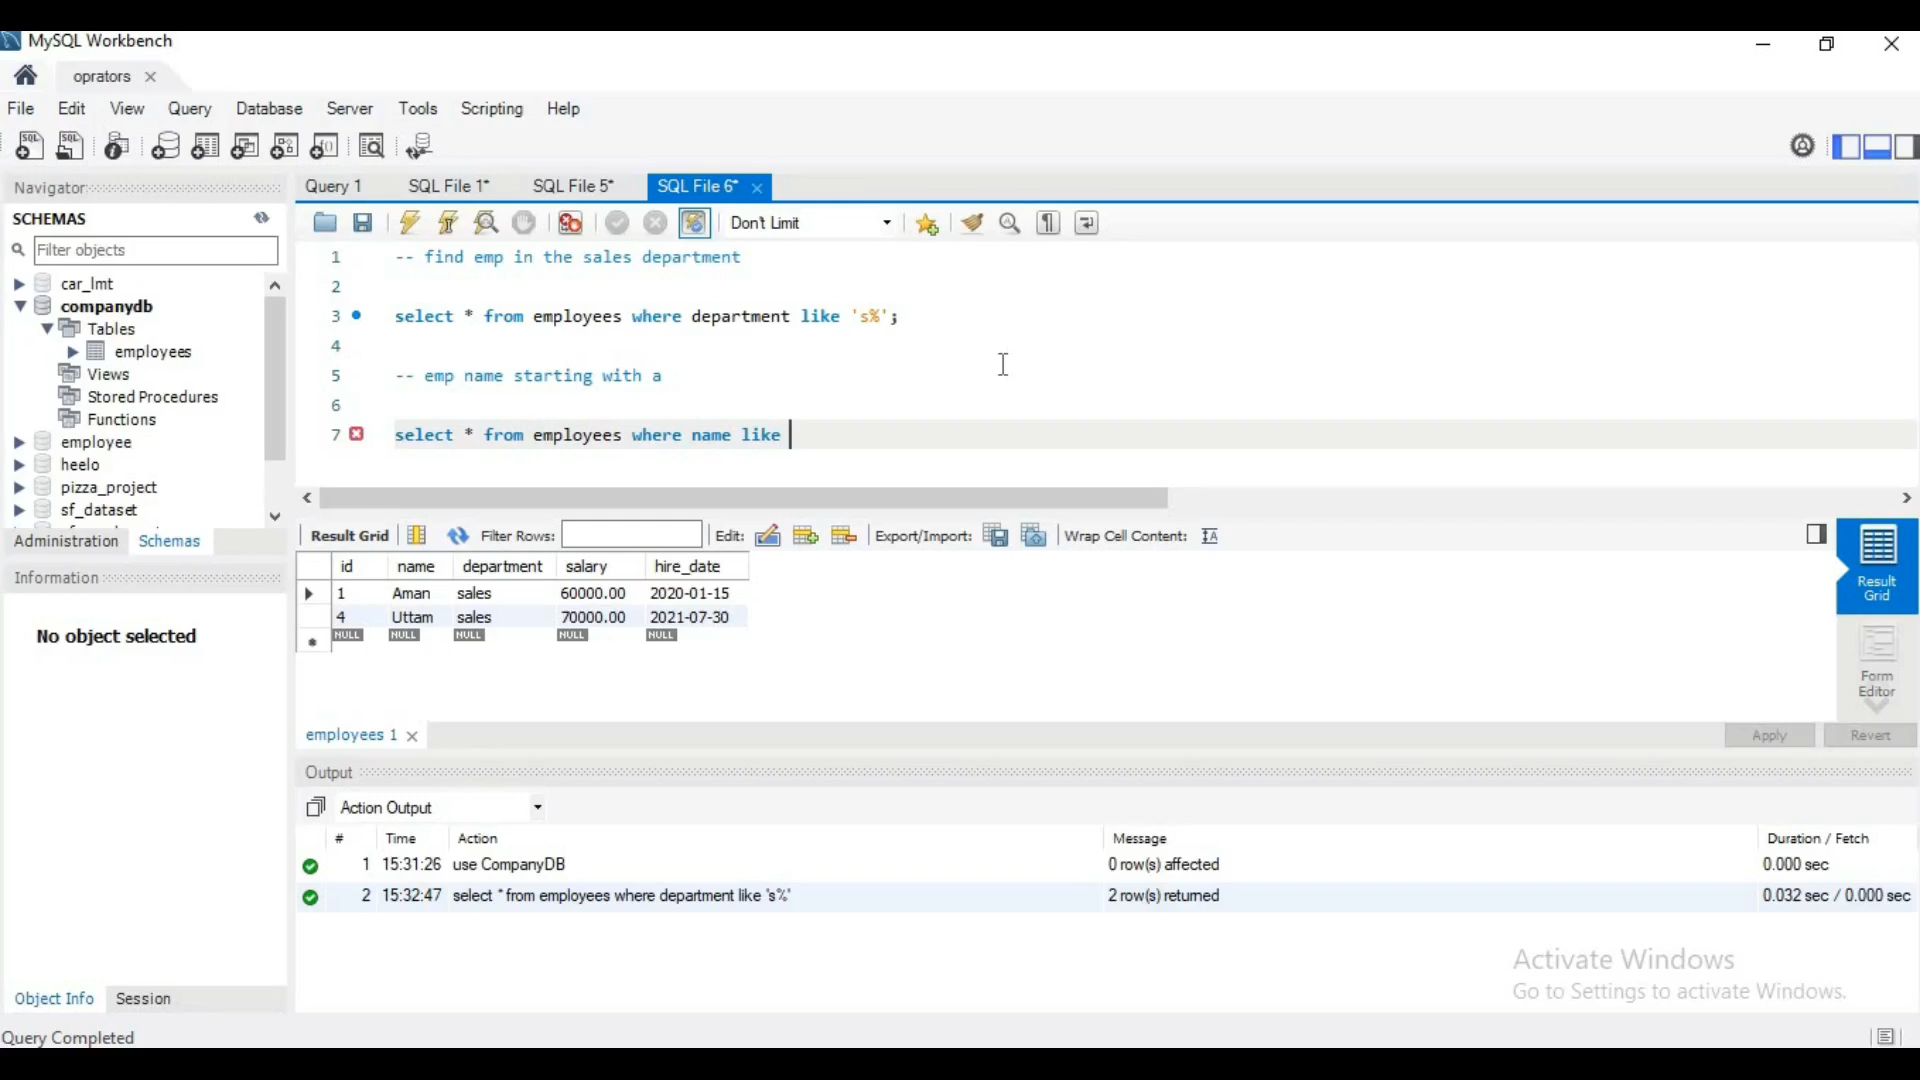 MySQL Workbench
oprators
File Edit View Query Database Server Tools Scripting Help
Navigator
SCHEMAS
Filter objects
car_lmt
companydb
Tables
employees
Views
Stored Procedures
Functions
employee
heelo
pizza_project
sf_dataset
Administration Schemas
Information
No object selected
Object Info Session
Query 1 SQL File 1* SQL File 5* SQL File 6*
Don't Limit
1 -- find emp in the sales department
2
3 select * from employees where department like 's%';
4
5 -- emp name starting with a
6
7 select * from employees where name like
Result Grid Filter Rows: Edit: Export/Import: Wrap Cell Content:
id name department salary hire_date
1 Aman sales 60000.00 2020-01-15
4 Uttam sales 70000.00 2021-07-30
NULL NULL NULL NULL NULL
Result
Grid
Form
Editor
employees 1
Apply Revert
Output
Action Output
# Time Action Message Duration / Fetch
1 15:31:26 use CompanyDB 0 row(s) affected 0.000 sec
2 15:32:47 select * from employees where department like 's%' 2 row(s) returned 0.032 sec / 0.000 sec
Activate Windows
Go to Settings to activate Windows.
Query Completed